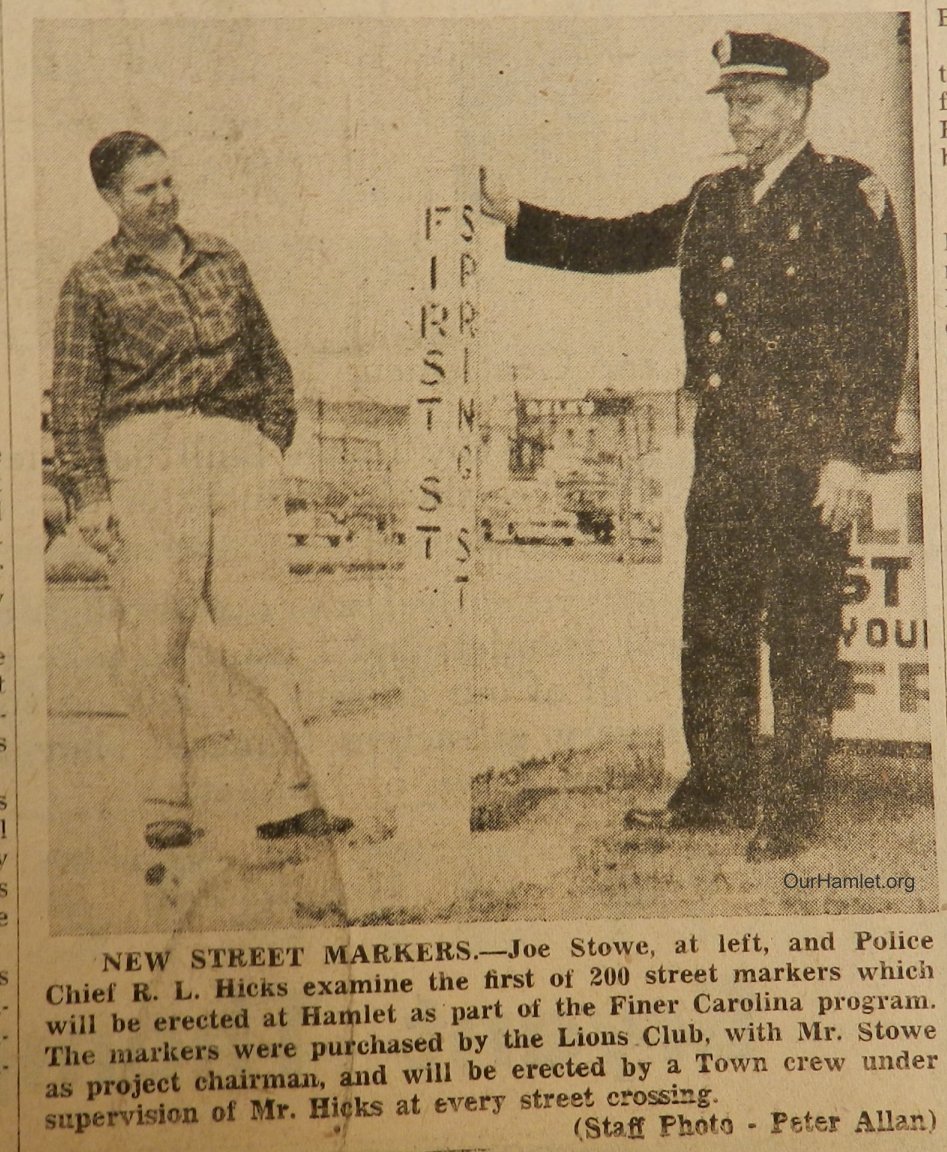 FIRST ST
SPRING ST
ST
YOU
FF
OurHamlet.org
NEW STREET MARKERS.—Joe Stowe, at left, and Police
Chief R. L. Hicks examine the first of 200 street markers which
will be erected at Hamlet as part of the Finer Carolina program.
The markers were purchased by the Lions Club, with Mr. Stowe
as project chairman, and will be erected by a Town crew under
supervision of Mr. Hicks at every street crossing.
(Staff Photo - Peter Allan)